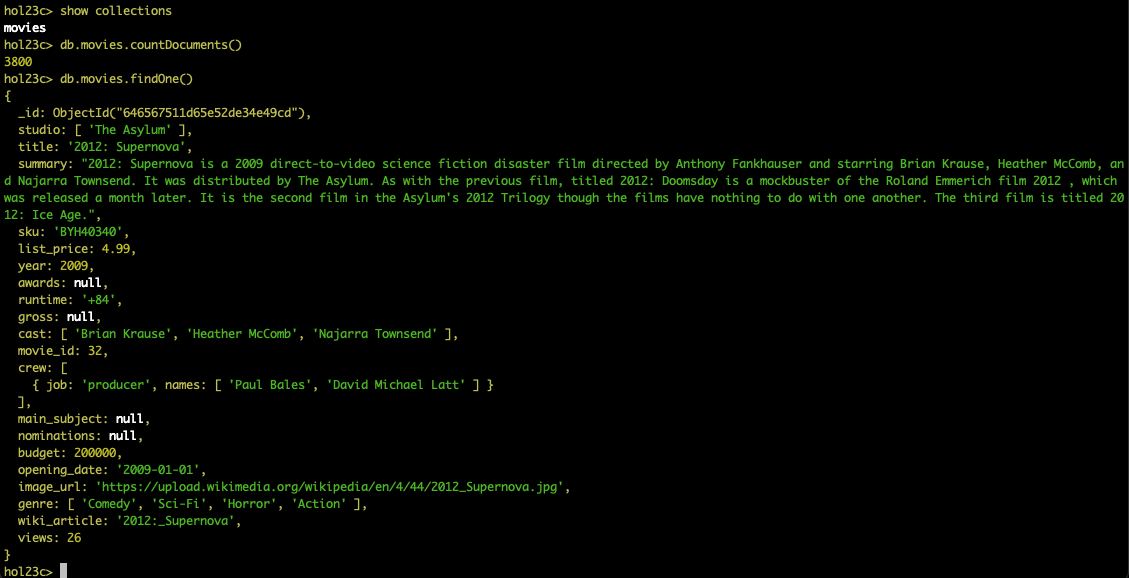 hol23c> show collections
movies
hol23c> db.movies.countDocuments()
3800
hol23c> db.movies.findOne()
{
  _id: ObjectId("646567511d65e52de34e49cd"),
  studio: [ 'The Asylum' ],
  title: '2012: Supernova',
  summary: "2012: Supernova is a 2009 direct-to-video science fiction disaster film directed by Anthony Fankhauser and starring Brian Krause, Heather McComb, an
d Najarra Townsend. It was distributed by The Asylum. As with the previous film, titled 2012: Doomsday is a mockbuster of the Roland Emmerich film 2012 , which
was released a month later. It is the second film in the Asylum's 2012 Trilogy though the films have nothing to do with one another. The third film is titled 20
12: Ice Age.",
  sku: 'BYH40340',
  list_price: 4.99,
  year: 2009,
  awards: null,
  runtime: '+84',
  gross: null,
  cast: [ 'Brian Krause', 'Heather McComb', 'Najarra Townsend' ],
  movie_id: 32,
  crew: [
    { job: 'producer', names: [ 'Paul Bales', 'David Michael Latt' ] }
  ],
  main_subject: null,
  nominations: null,
  budget: 200000,
  opening_date: '2009-01-01',
  image_url: 'https://upload.wikimedia.org/wikipedia/en/4/44/2012_Supernova.jpg',
  genre: [ 'Comedy', 'Sci-Fi', 'Horror', 'Action' ],
  wiki_article: '2012:_Supernova',
  views: 26
}
hol23c>